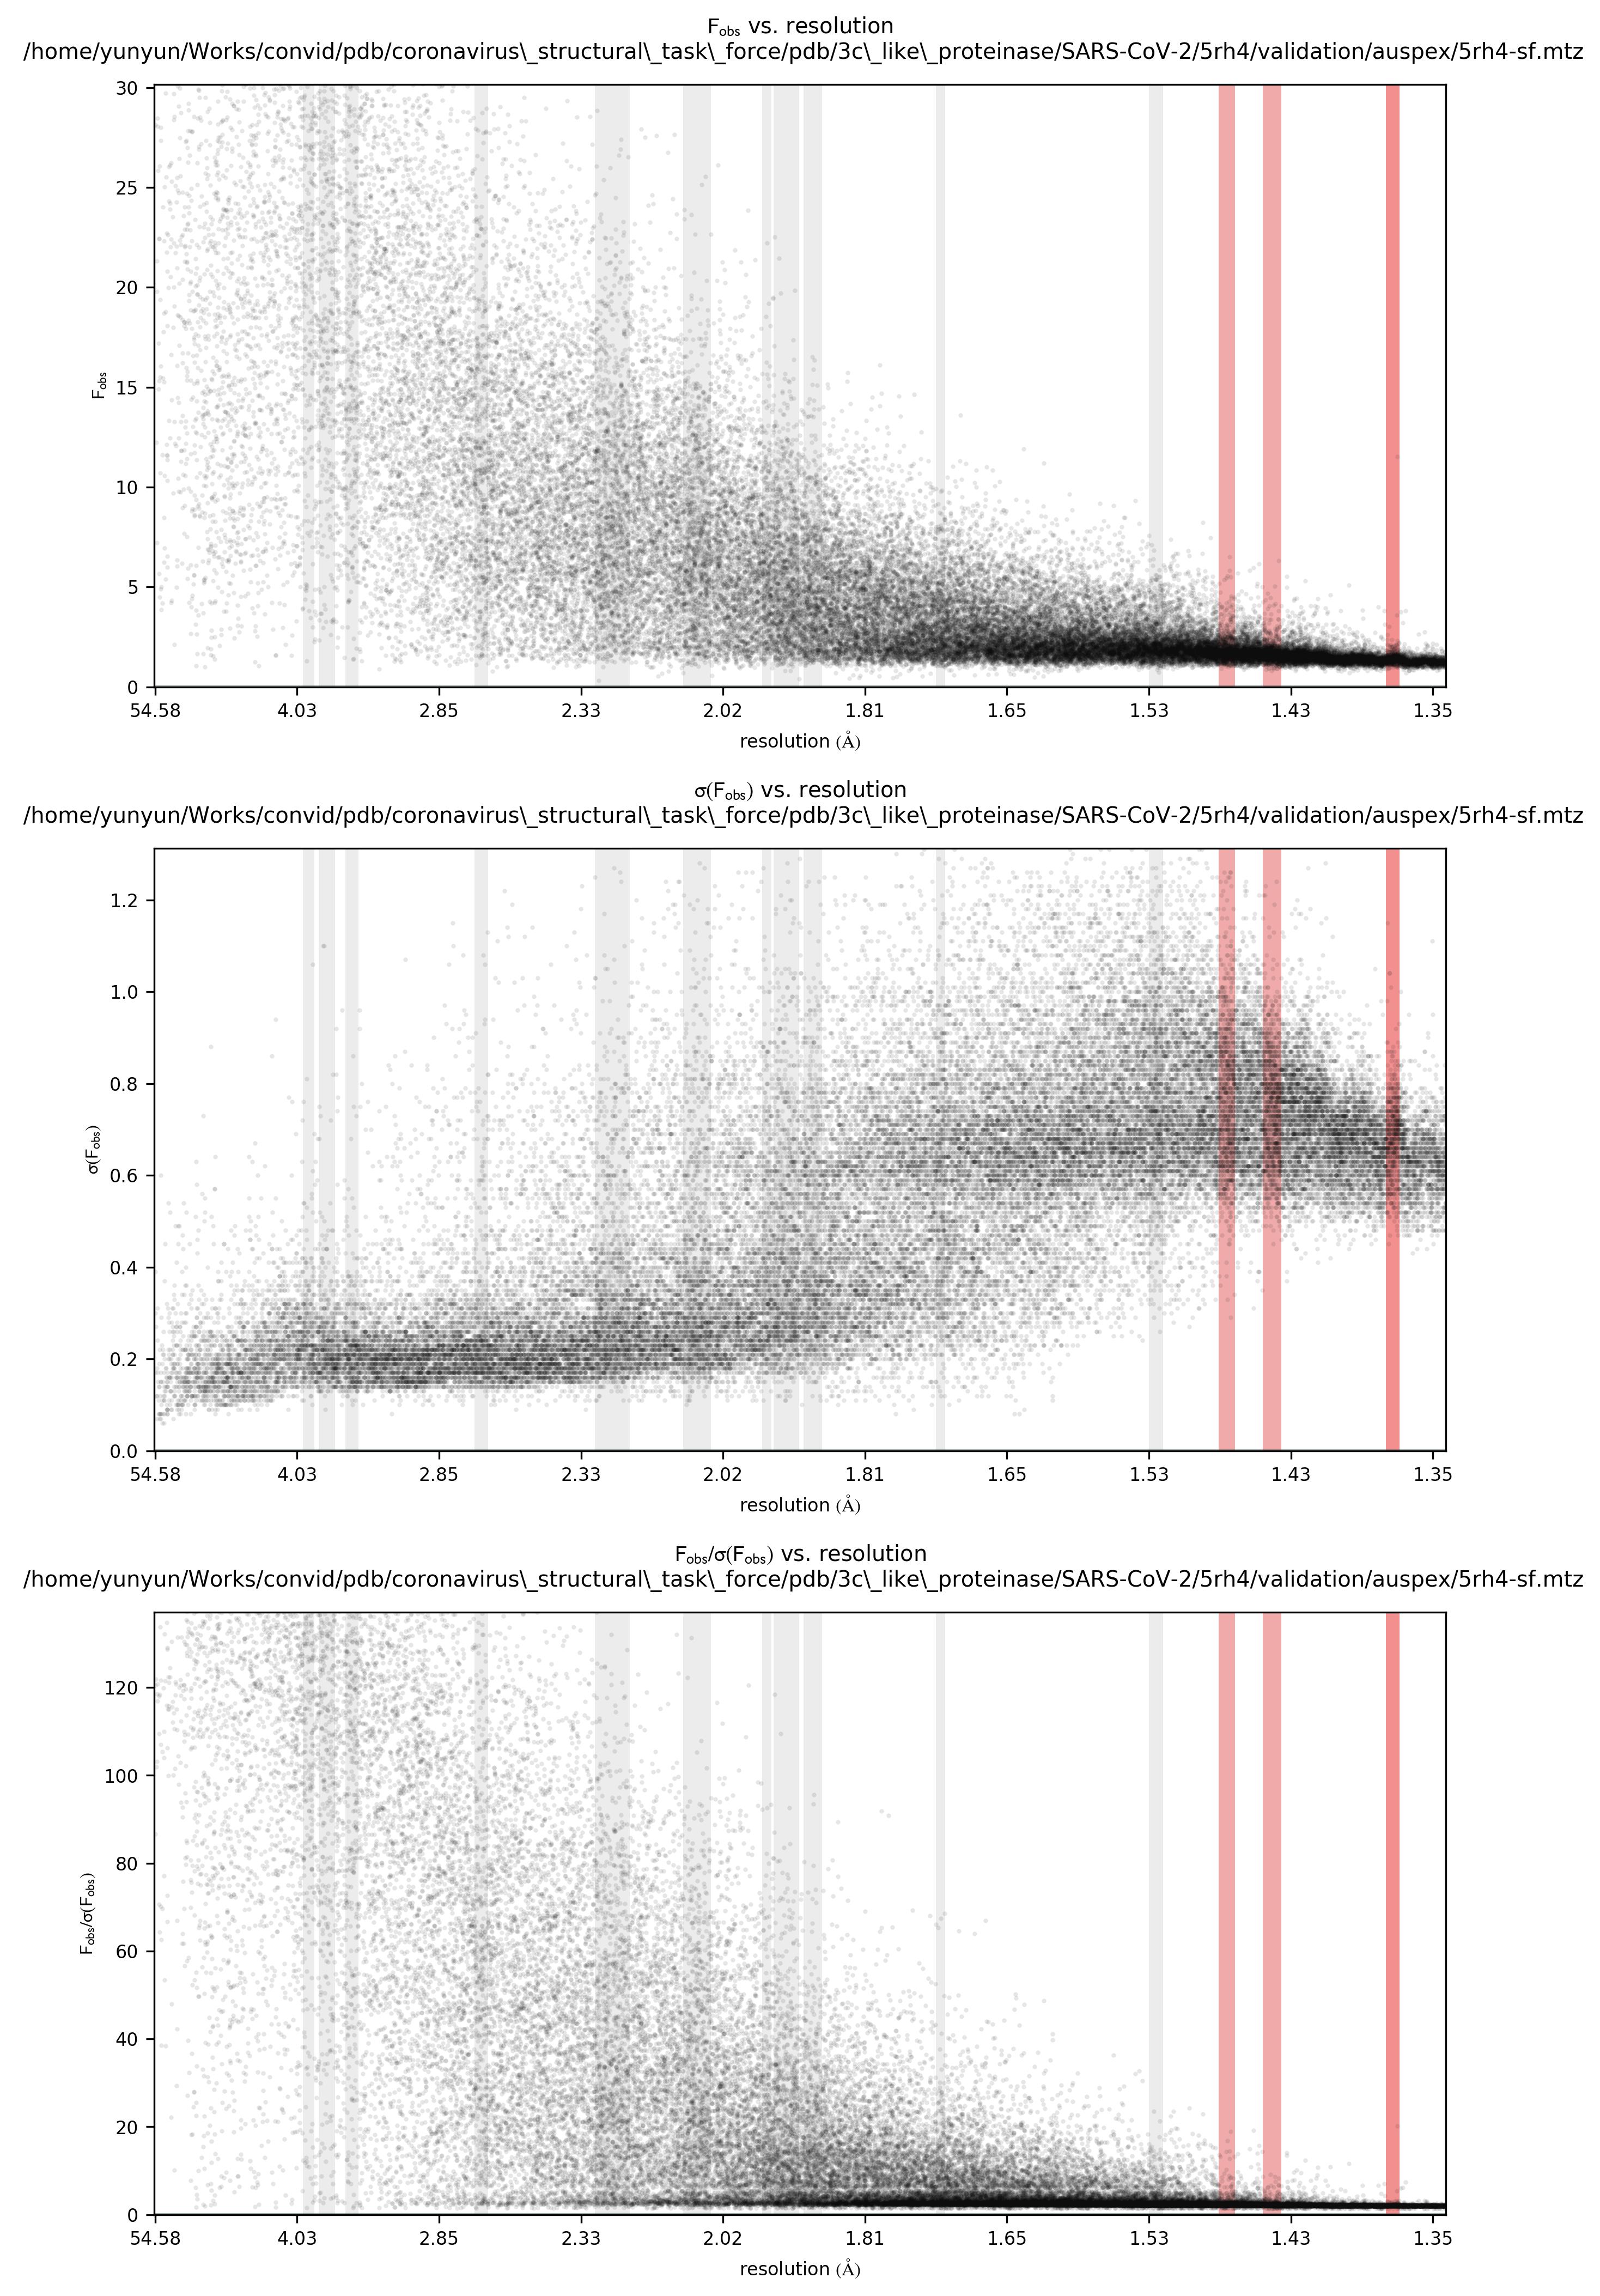 Fobs vs. resolution
/home/yunyun/Works/convid/pdb/coronavirus\_structural\_task\_force/pdb/3c\_like\_proteinase/SARS-CoV-2/5rh4/validation/auspex/5rh4-sf.mtz
30
25
20
15
10
5
0
Fobs
54.58 4.03 2.85 2.33 2.02 1.81 1.65 1.53 1.43 1.35
resolution (Å)
σ(Fobs) vs. resolution
/home/yunyun/Works/convid/pdb/coronavirus\_structural\_task\_force/pdb/3c\_like\_proteinase/SARS-CoV-2/5rh4/validation/auspex/5rh4-sf.mtz
1.2
1.0
0.8
0.6
0.4
0.2
0.0
σ(Fobs)
54.58 4.03 2.85 2.33 2.02 1.81 1.65 1.53 1.43 1.35
resolution (Å)
Fobs/σ(Fobs) vs. resolution
/home/yunyun/Works/convid/pdb/coronavirus\_structural\_task\_force/pdb/3c\_like\_proteinase/SARS-CoV-2/5rh4/validation/auspex/5rh4-sf.mtz
120
100
80
60
40
20
0
Fobs/σ(Fobs)
54.58 4.03 2.85 2.33 2.02 1.81 1.65 1.53 1.43 1.35
resolution (Å)